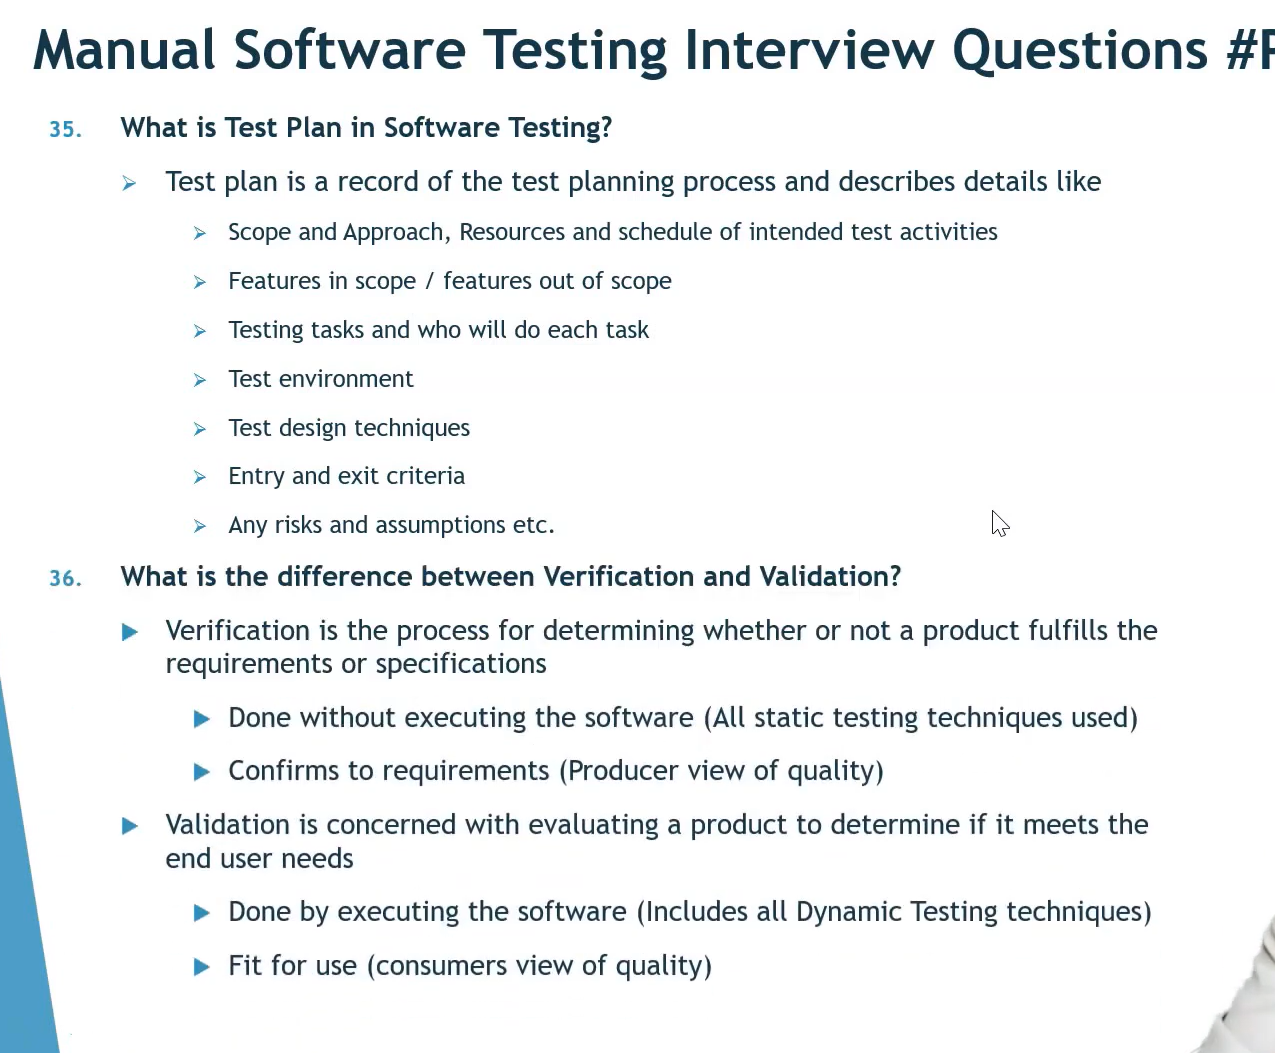 Manual Software Testing Interview Questions #
35. What is Test Plan in Software Testing?
Test plan is a record of the test planning process and describes details like
Scope and Approach, Resources and schedule of intended test activities
Features in scope / features out of scope
Testing tasks and who will do each task
Test environment
Test design techniques
Entry and exit criteria
Any risks and assumptions etc.
36. What is the difference between Verification and Validation?
Verification is the process for determining whether or not a product fulfills the
requirements or specifications
Done without executing the software (All static testing techniques used)
Confirms to requirements (Producer view of quality)
Validation is concerned with evaluating a product to determine if it meets the
end user needs
Done by executing the software (Includes all Dynamic Testing techniques)
Fit for use (consumers view of quality)